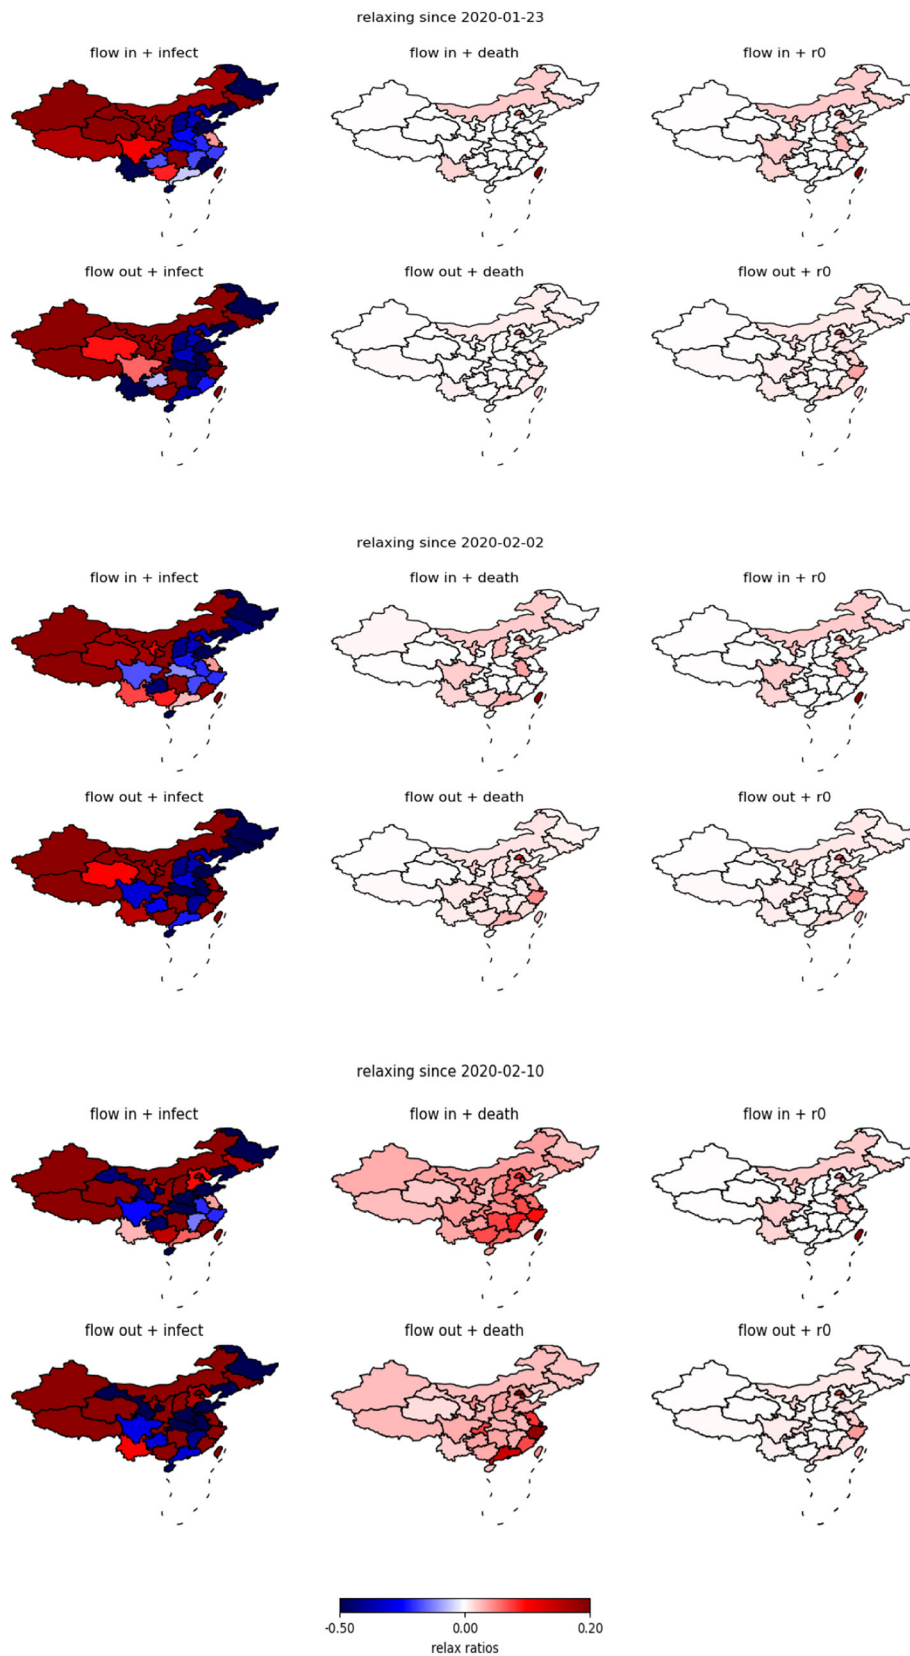 relaxing since 2020-01-23
flow in + infect
flow in + death
flow in + r0
flow out + infect
flow out + death
flow out + r0
relaxing since 2020-02-02
flow in + infect
flow in + death
flow in + r0
flow out + infect
flow out + death
flow out + r0
relaxing since 2020-02-10
flow in + infect
flow in + death
flow in + r0
flow out + infect
flow out + death
flow out + r0
-0.50 0.00 0.20
relax ratios